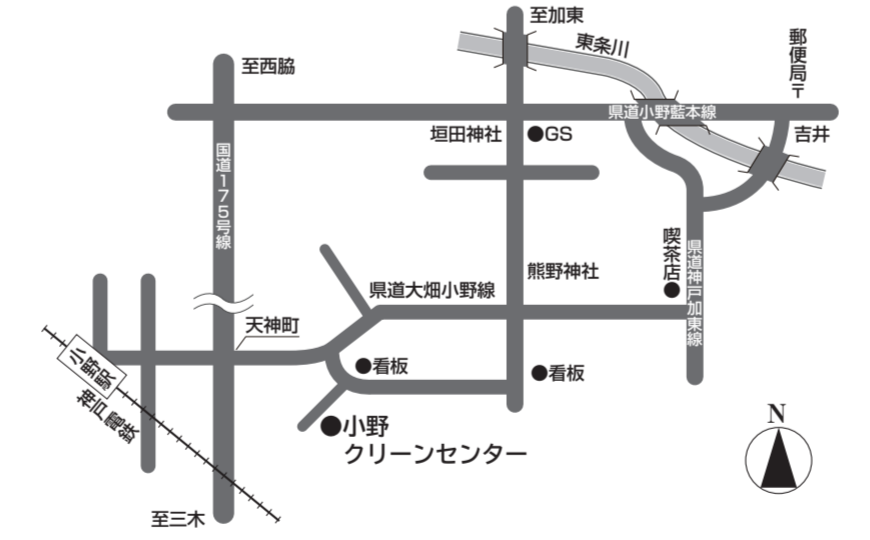 至加東
東条川
郵便局〒
至西脇
県道小野藍本線
垣田神社
GS
吉井
国道175号線
喫茶店
熊野神社
県道神戸加東線
県道大畑小野線
天神町
小野駅
看板
看板
神戸電鉄
小野
クリーンセンター
N
至三木